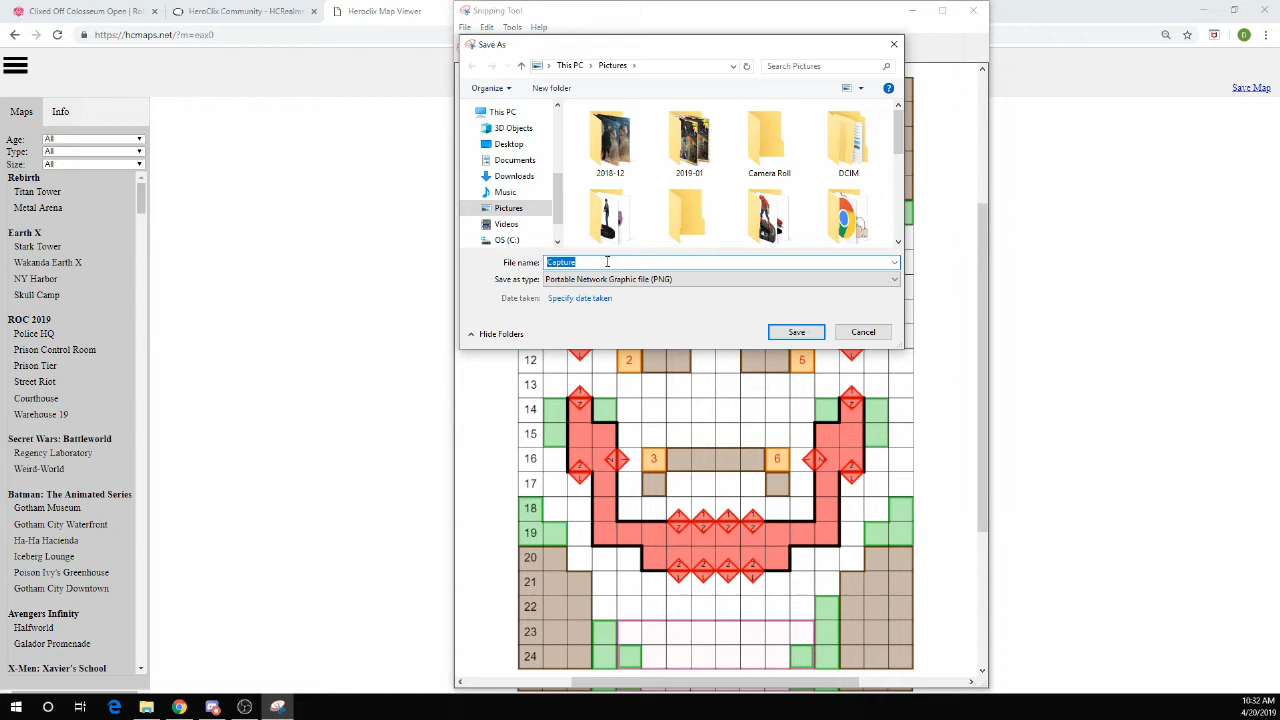 Clixed Off Colosseum Open | Ro
HeroClix Community - HCRealms
Heroclix Map Viewer
https://hcmaps.net/?m=eax0
D
Save Map
Maps
Info
Age:
All
Type:
All
Size:
All
Rebirth
Titan Tower
Metal Arena
Earth X
Stark Tower
Wakanda Earth X
NY Harbor
Skull Camp
ROC 2019
Police HQ
Prison Control Room
Prison Tier
Street Riot
Courthouse
Warehouse 19
Secret Wars: Battleworld
Regency Laboratory
Weird-World
Batman: The Animated Series
Gotham Museum
Gotham City Waterfront
Ha-Ha Hacienda
Iceberg Lounge
Poison Ivy's Greenhouse
Gotham City Downtown
Avengers Infinity
Halfworld
Galador Promenade
X-Men: Xavier's School
Snipping Tool
File
Edit
Tools
Help
Save As
This PC
Pictures
Search Pictures
Organize
New folder
This PC
3D Objects
Desktop
Documents
Downloads
Music
Pictures
Videos
OS (C:)
2018-12
2019-01
Camera Roll
DCIM
File name:
Capture
Save as type:
Portable Network Graphic file (PNG)
Date taken:
Specify date taken
Hide Folders
Save
Cancel
12
2
5
13
14
15
16
3
6
17
18
19
20
21
22
23
24
10:32 AM
4/20/2019